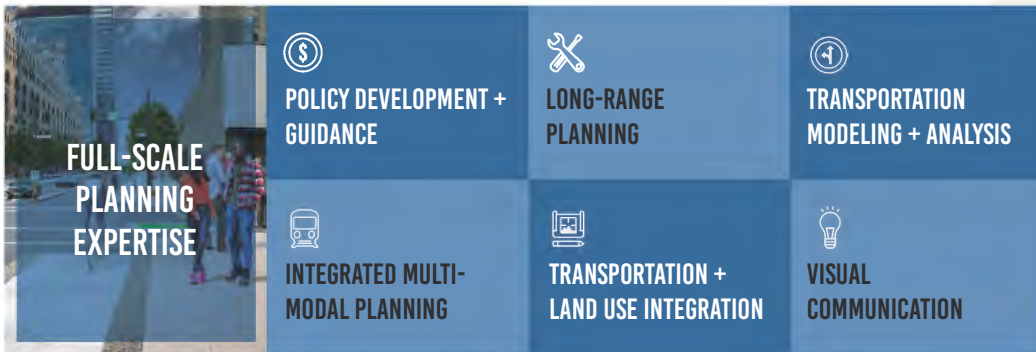 FULL-SCALE
PLANNING
EXPERTISE
$
POLICY DEVELOPMENT +
GUIDANCE
LONG-RANGE
PLANNING
TRANSPORTATION
MODELING + ANALYSIS
INTEGRATED MULTI-
MODAL PLANNING
TRANSPORTATION +
LAND USE INTEGRATION
VISUAL
COMMUNICATION